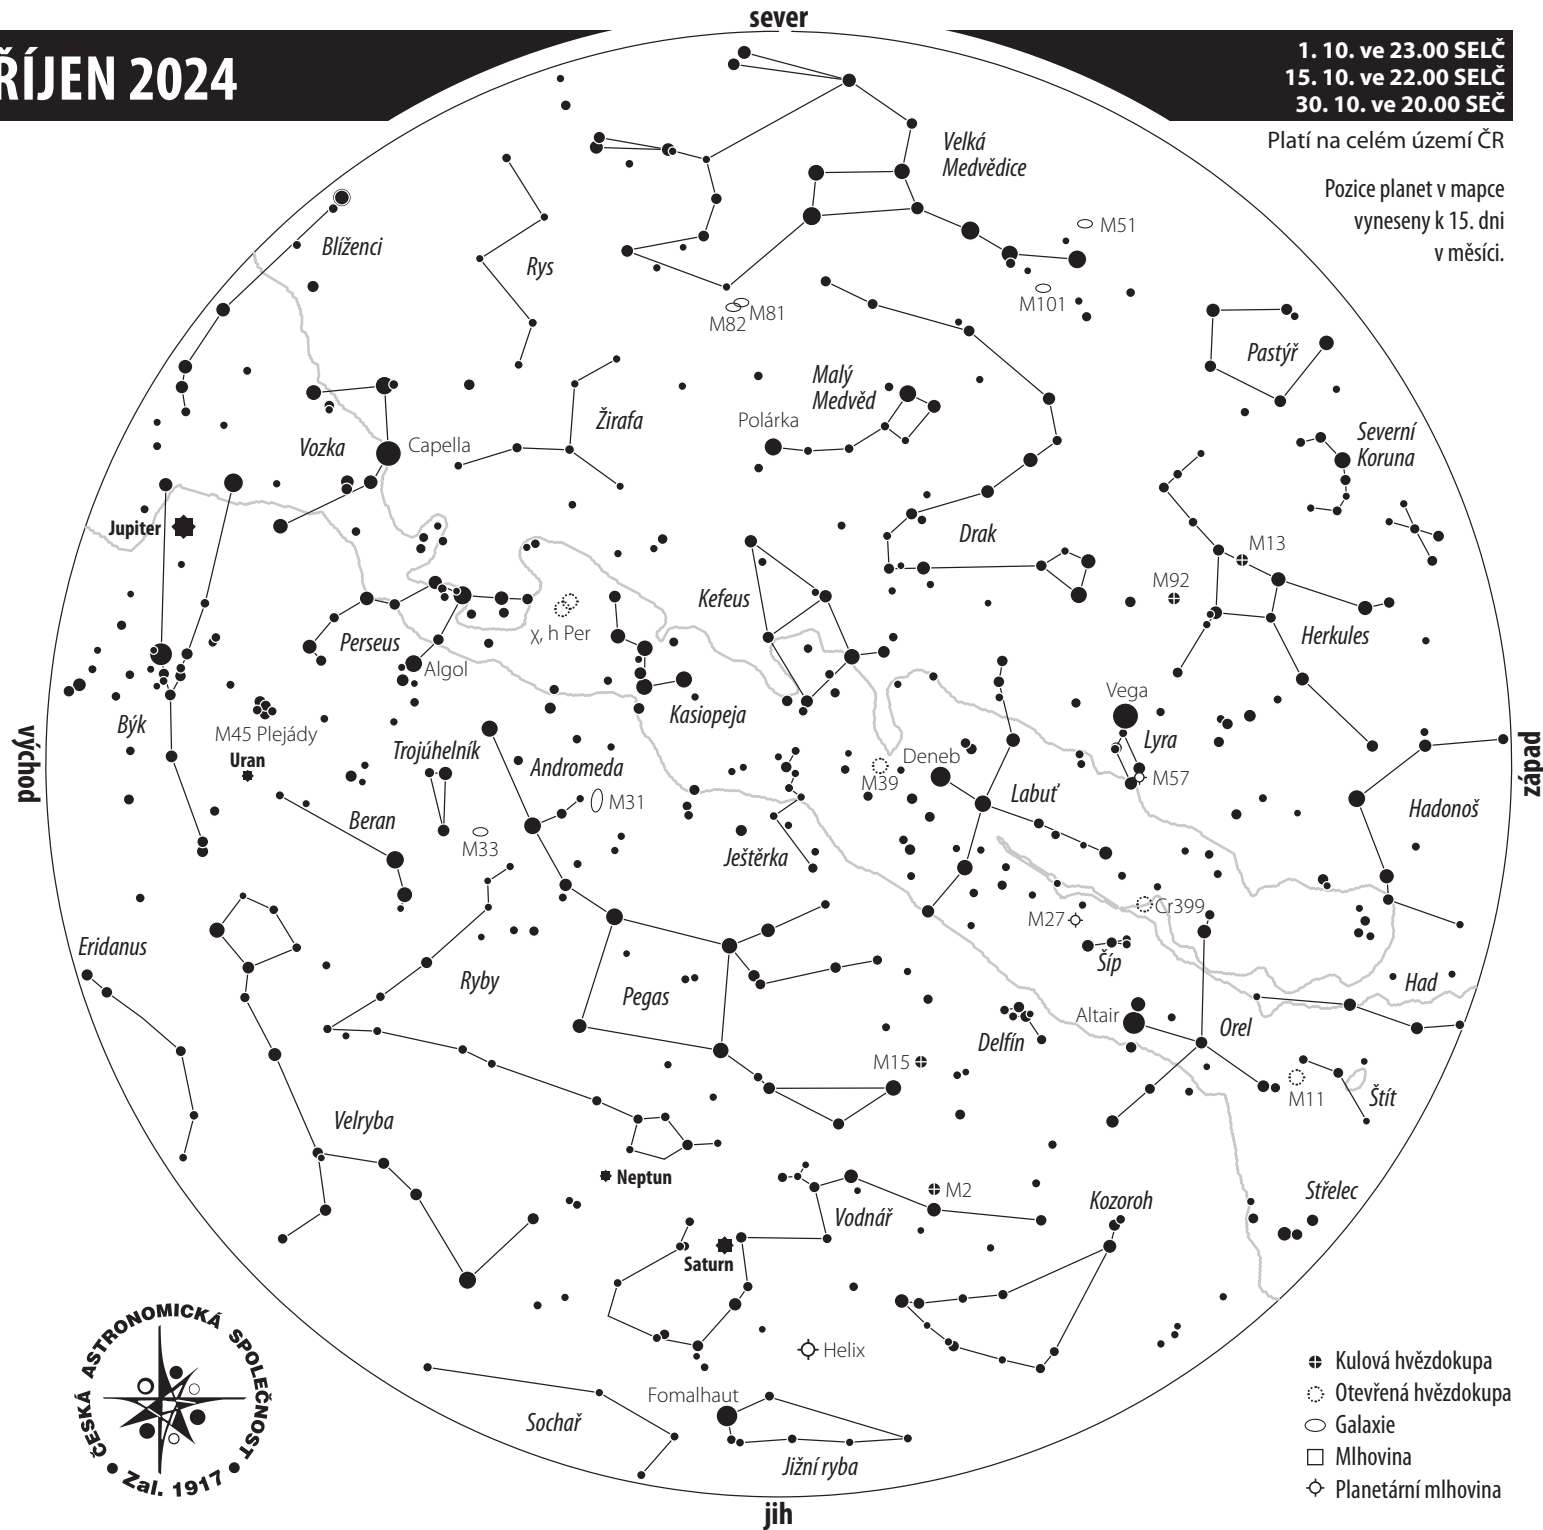 sever
ŘÍJEN 2024
1. 10. ve 23.00 SELČ
15. 10. ve 22.00 SELČ
30. 10. ve 20.00 SEČ
Platí na celém území ČR
Pozice planet v mapce
vyneseny k 15. dni
v měsíci.
Velká
Medvědice
M51
Blíženci
Rys
M101
M81
M82
Pastýř
Malý
Medvěd
Žirafa
Polárka
Severní
Koruna
Vozka
Capella
Jupiter
Drak
M13
M92
Kefeus
χ, h Per
Perseus
Herkules
Algol
Kasiopeja
Vega
Býk
M45 Plejády
Lyra
Trojúhelník
Uran
Andromeda
Deneb
M39
M57
východ
západ
Labuť
M31
Hadonoš
Beran
M33
Ještěrka
Cr399
M27
Eridanus
Šíp
Ryby
Pegas
Had
Altair
Orel
Delfín
M15
M11
Štít
Velryba
Neptun
M2
Střelec
Kozoroh
Vodnář
Saturn
Helix
Fomalhaut
Sochař
Jižní ryba
jih
ČESKÁ ASTRONOMICKÁ SPOLEČNOST
Zal. 1917
Kulová hvězdokupa
Otevřená hvězdokupa
Galaxie
Mlhovina
Planetární mlhovina